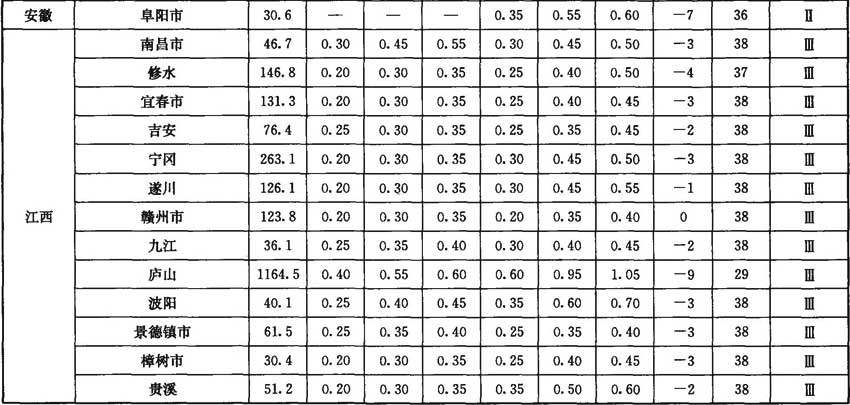 安徽 阜阳市 30.6 — — — 0.35 0.55 0.60 −7 36 Ⅱ
南昌市 46.7 0.30 0.45 0.55 0.30 0.45 0.50 −3 38 Ⅲ
修水 146.8 0.20 0.30 0.35 0.25 0.40 0.50 −4 37 Ⅲ
宜春市 131.3 0.20 0.30 0.35 0.25 0.40 0.45 −3 38 Ⅲ
吉安 76.4 0.25 0.30 0.35 0.25 0.35 0.45 −2 38 Ⅲ
宁冈 263.1 0.20 0.30 0.35 0.30 0.45 0.50 −3 38 Ⅲ
遂川 126.1 0.20 0.30 0.35 0.30 0.45 0.55 −1 38 Ⅲ
江西 赣州市 123.8 0.20 0.30 0.35 0.20 0.35 0.40 0 38 Ⅲ
九江 36.1 0.25 0.35 0.40 0.30 0.40 0.45 −2 38 Ⅲ
庐山 1164.5 0.40 0.55 0.60 0.60 0.95 1.05 −9 29 Ⅲ
波阳 40.1 0.25 0.40 0.45 0.35 0.60 0.70 −3 38 Ⅲ
景德镇市 61.5 0.25 0.35 0.40 0.25 0.35 0.40 −3 38 Ⅲ
樟树市 30.4 0.20 0.30 0.35 0.25 0.40 0.45 −3 38 Ⅲ
贵溪 51.2 0.20 0.30 0.35 0.35 0.50 0.60 −2 38 Ⅲ